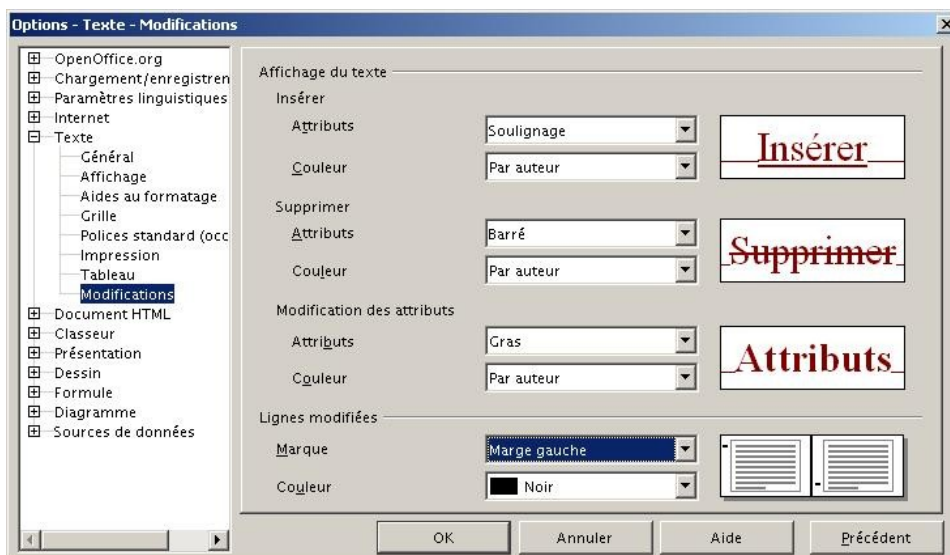 Options - Texte - Modifications
OpenOffice.org
Chargement/enregistren
Paramètres linguistiques
Internet
Texte
Général
Affichage
Aides au formatage
Grille
Polices standard (occ
Impression
Tableau
Modifications
Document HTML
Classeur
Présentation
Dessin
Formule
Diagramme
Sources de données
Affichage du texte
Insérer
Attributs Soulignage
Couleur Par auteur
Insérer
Supprimer
Attributs Barré
Couleur Par auteur
Supprimer
Modification des attributs
Attributs Gras
Couleur Par auteur
Attributs
Lignes modifiées
Marque Marge gauche
Couleur Noir
OK Annuler Aide Précédent